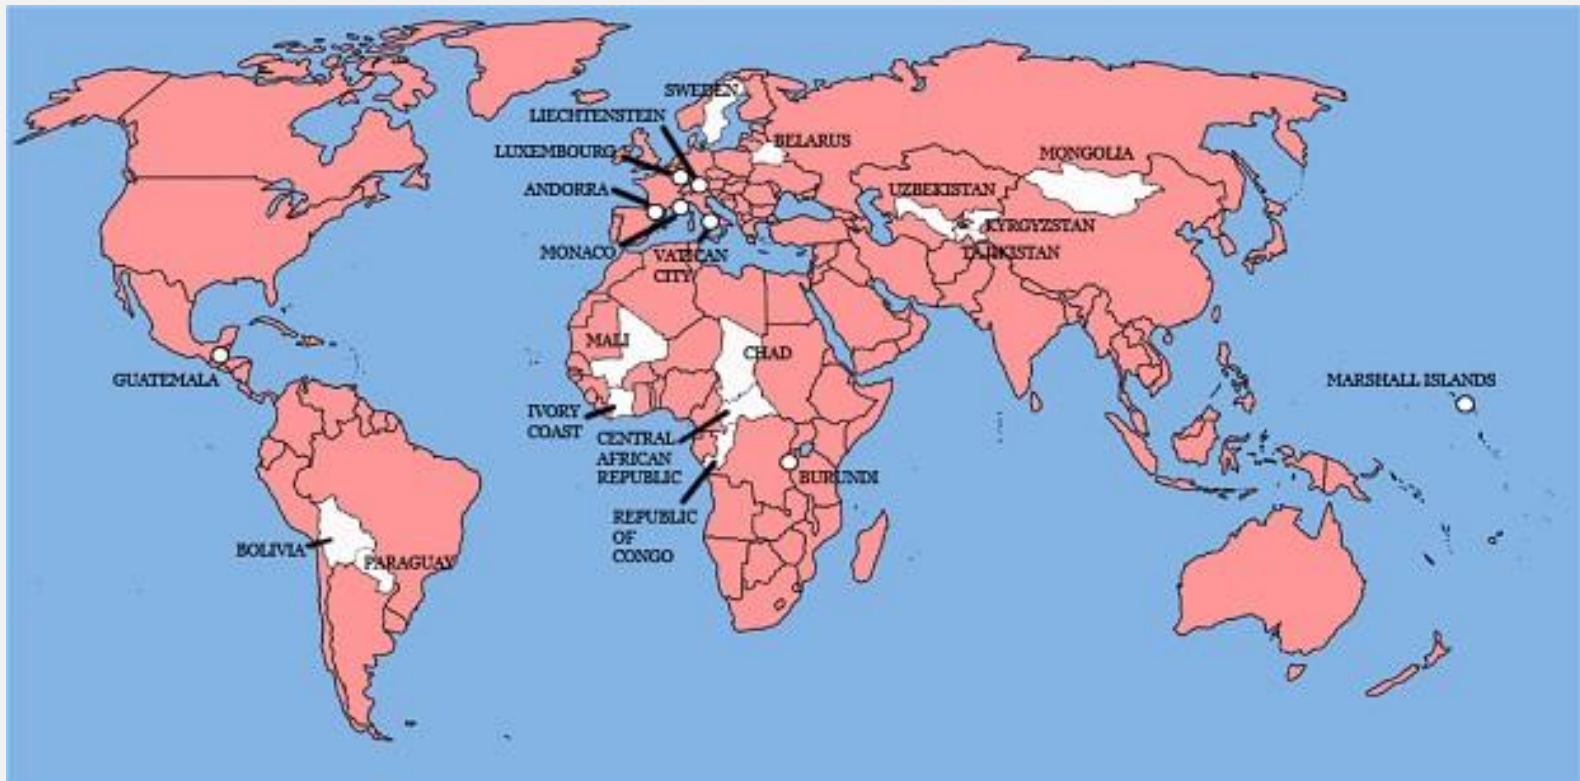 SWEDEN
LIECHTENSTEIN
BELARUS
LUXEMBOURG
MONGOLIA
ANDORRA
UZBEKISTAN
KYRGYZSTAN
MONACO
VATICAN
CITY
TAJIKISTAN
MALI
CHAD
GUATEMALA
MARSHALL ISLANDS
IVORY
COAST
CENTRAL
AFRICAN
REPUBLIC
BURUNDI
REPUBLIC
OF
CONGO
BOLIVIA
PARAGUAY